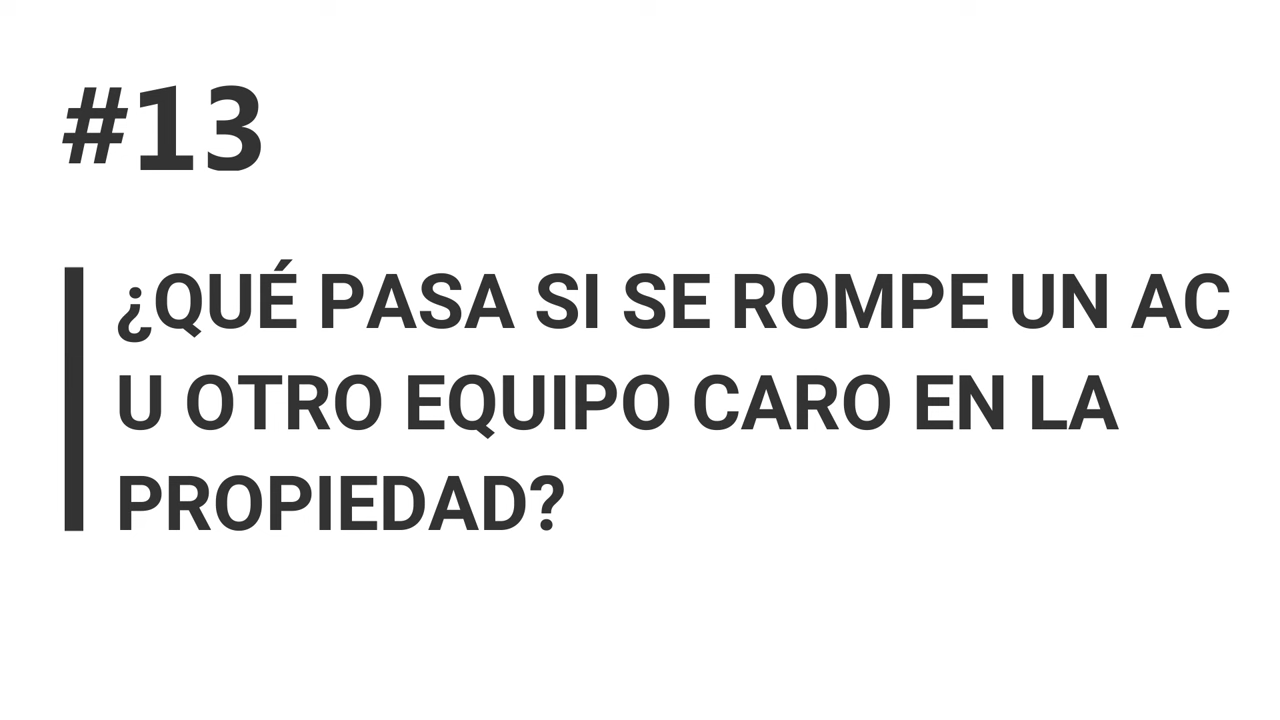 #13
¿QUÉ PASA SI SE ROMPE UN AC
U OTRO EQUIPO CARO EN LA
PROPIEDAD?